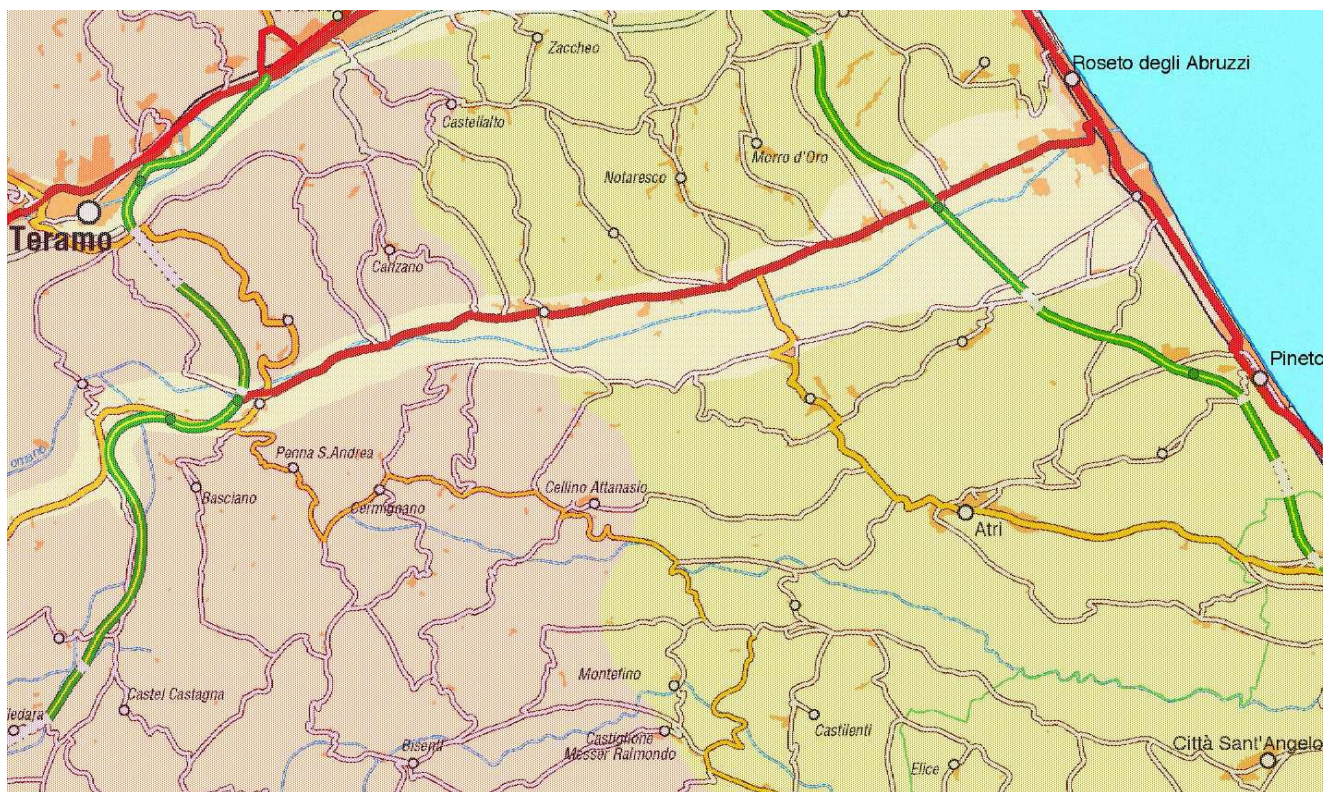 Zaccheo
Roseto degli Abruzzi
Castellalto
Morro d'Oro
Notaresco
Teramo
Canzano
Pineto
Penna S.Andrea
Basciano
Cermignano
Cellino Attanasio
Atri
Montefino
Castel Castagna
Castilenti
Castiglione
Messer Raimondo
Bisenti
Elice
Città Sant'Angelo